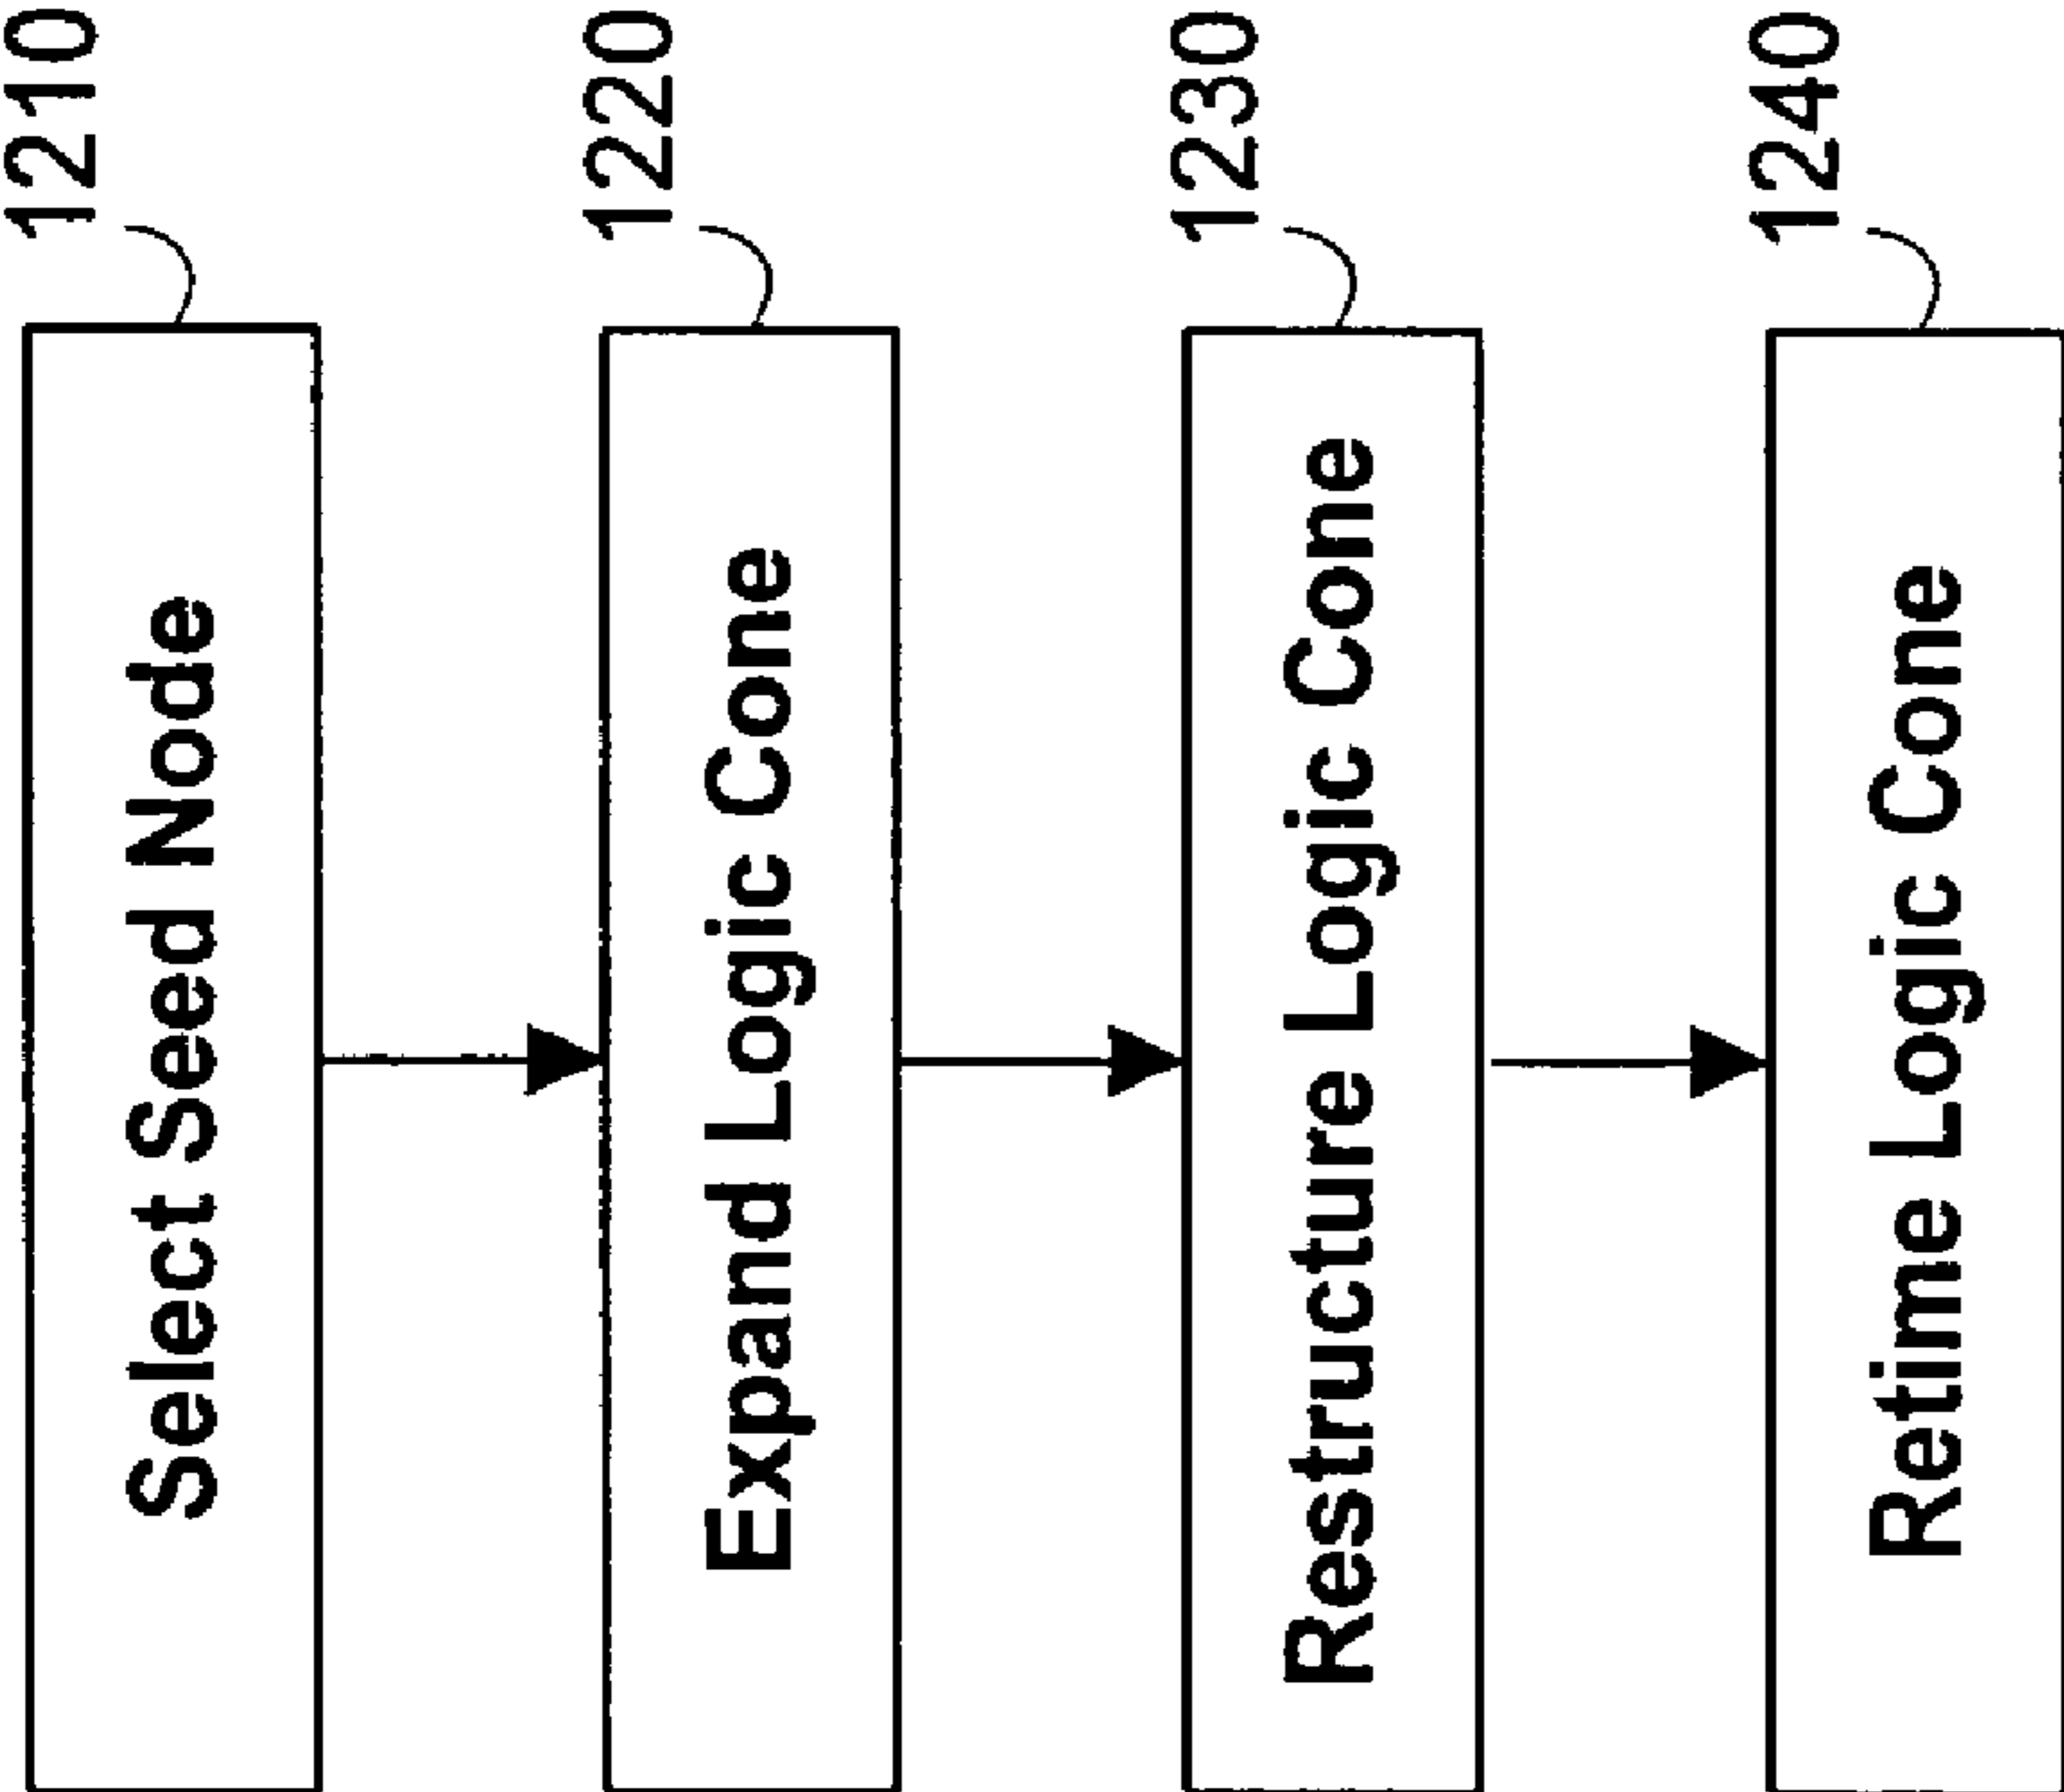 Select Seed Node
1210
Expand Logic Cone
1220
Restructure Logic Cone
1230
Retime Logic Cone
1240